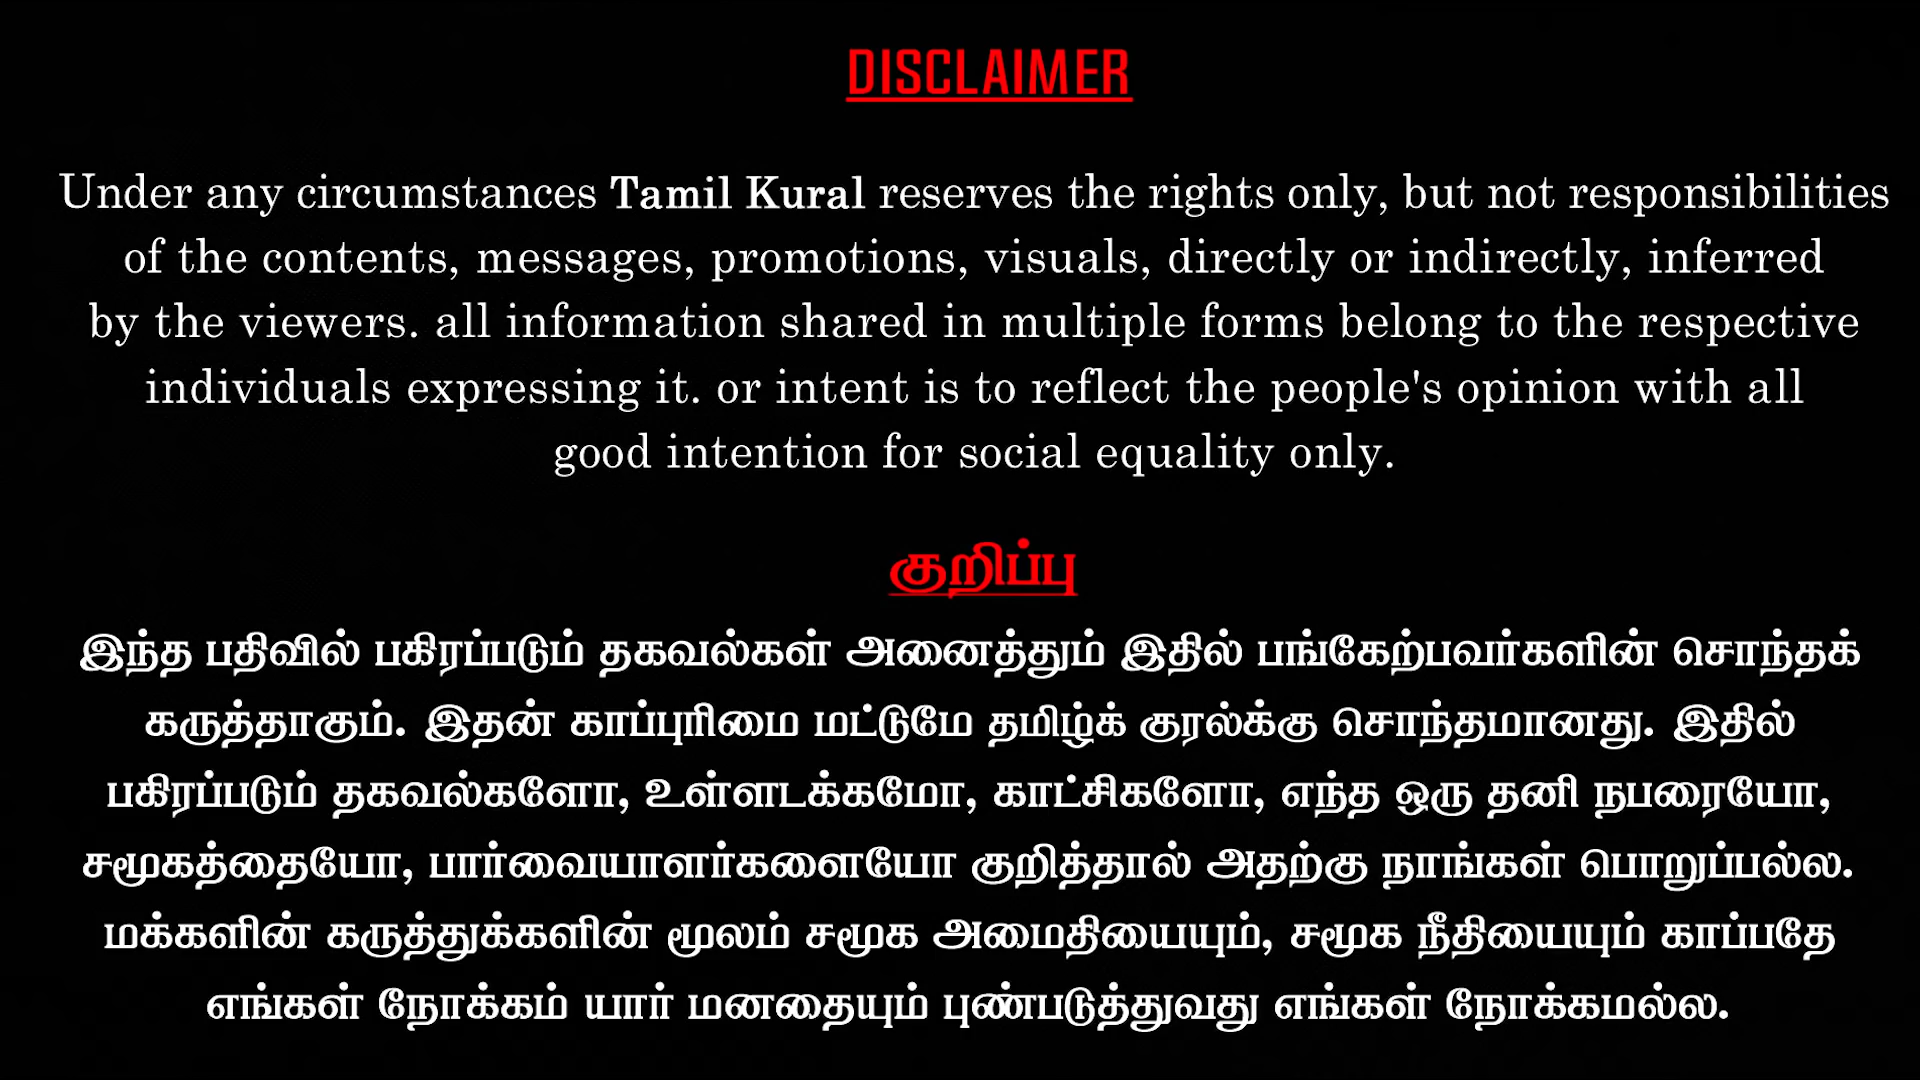 DISCLAIMER
Under any circumstances Tamil Kural reserves the rights only, but not responsibilities
of the contents, messages, promotions, visuals, directly or indirectly, inferred
by the viewers. all information shared in multiple forms belong to the respective
individuals expressing it. or intent is to reflect the people's opinion with all
good intention for social equality only.
குறிப்பு
இந்த பதிவில் பகிரப்படும் தகவல்கள் அனைத்தும் இதில் பங்கேற்பவர்களின் சொந்தக்
கருத்தாகும். இதன் காப்புரிமை மட்டுமே தமிழ்க் குரல்க்கு சொந்தமானது. இதில்
பகிரப்படும் தகவல்களோ, உள்ளடக்கமோ, காட்சிகளோ, எந்த ஒரு தனி நபரையோ,
சமூகத்தையோ, பார்வையாளர்களையோ குறித்தால் அதற்கு நாங்கள் பொறுப்பல்ல.
மக்களின் கருத்துக்களின் மூலம் சமூக அமைதியையும், சமூக நீதியையும் காப்பதே
எங்கள் நோக்கம் யார் மனதையும் புண்படுத்துவது எங்கள் நோக்கமல்ல.